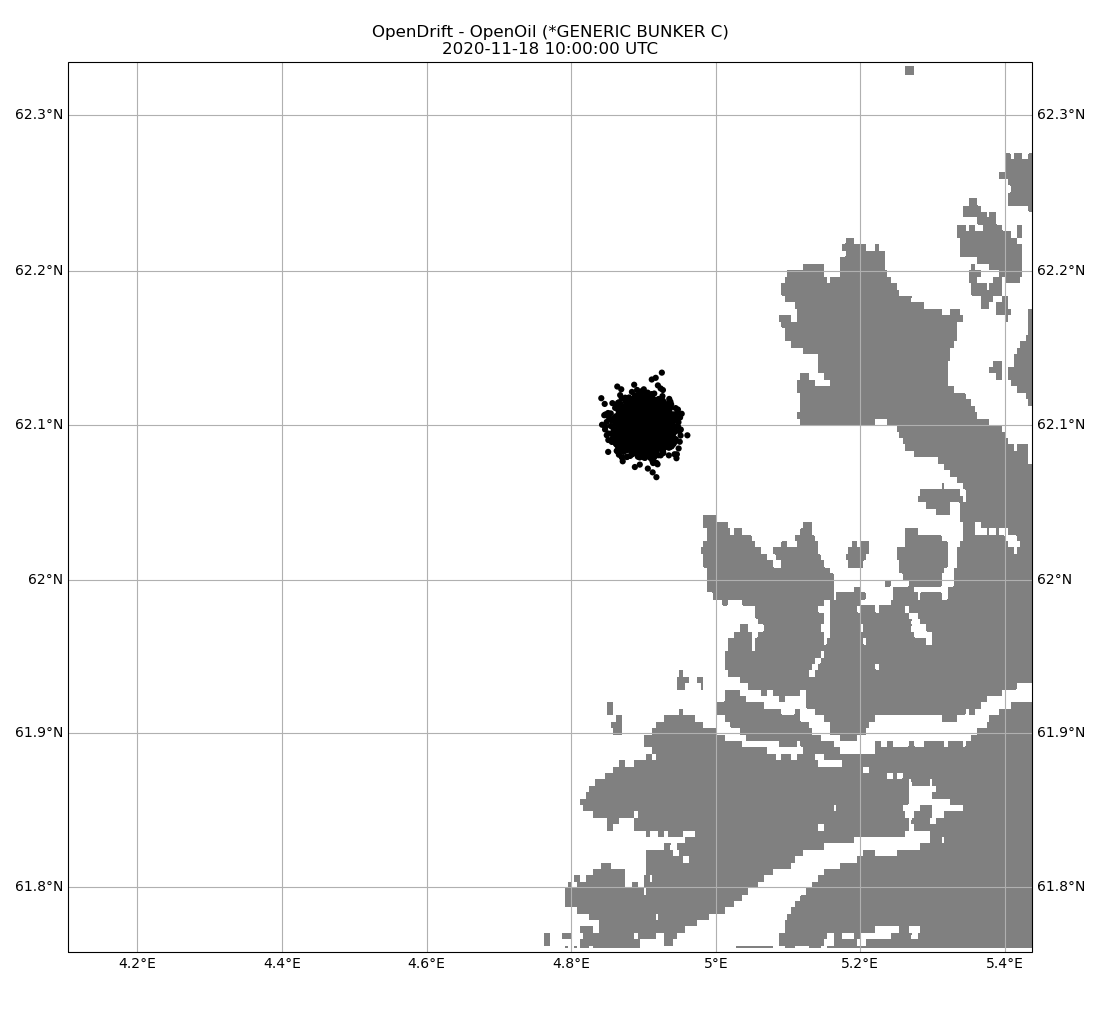 OpenDrift - OpenOil (*GENERIC BUNKER C)
2020-11-18 10:00:00 UTC
62.3°N 62.3°N
62.2°N 62.2°N
62.1°N 62.1°N
62°N 62°N
61.9°N 61.9°N
61.8°N 61.8°N
4.2°E 4.4°E 4.6°E 4.8°E 5°E 5.2°E 5.4°E